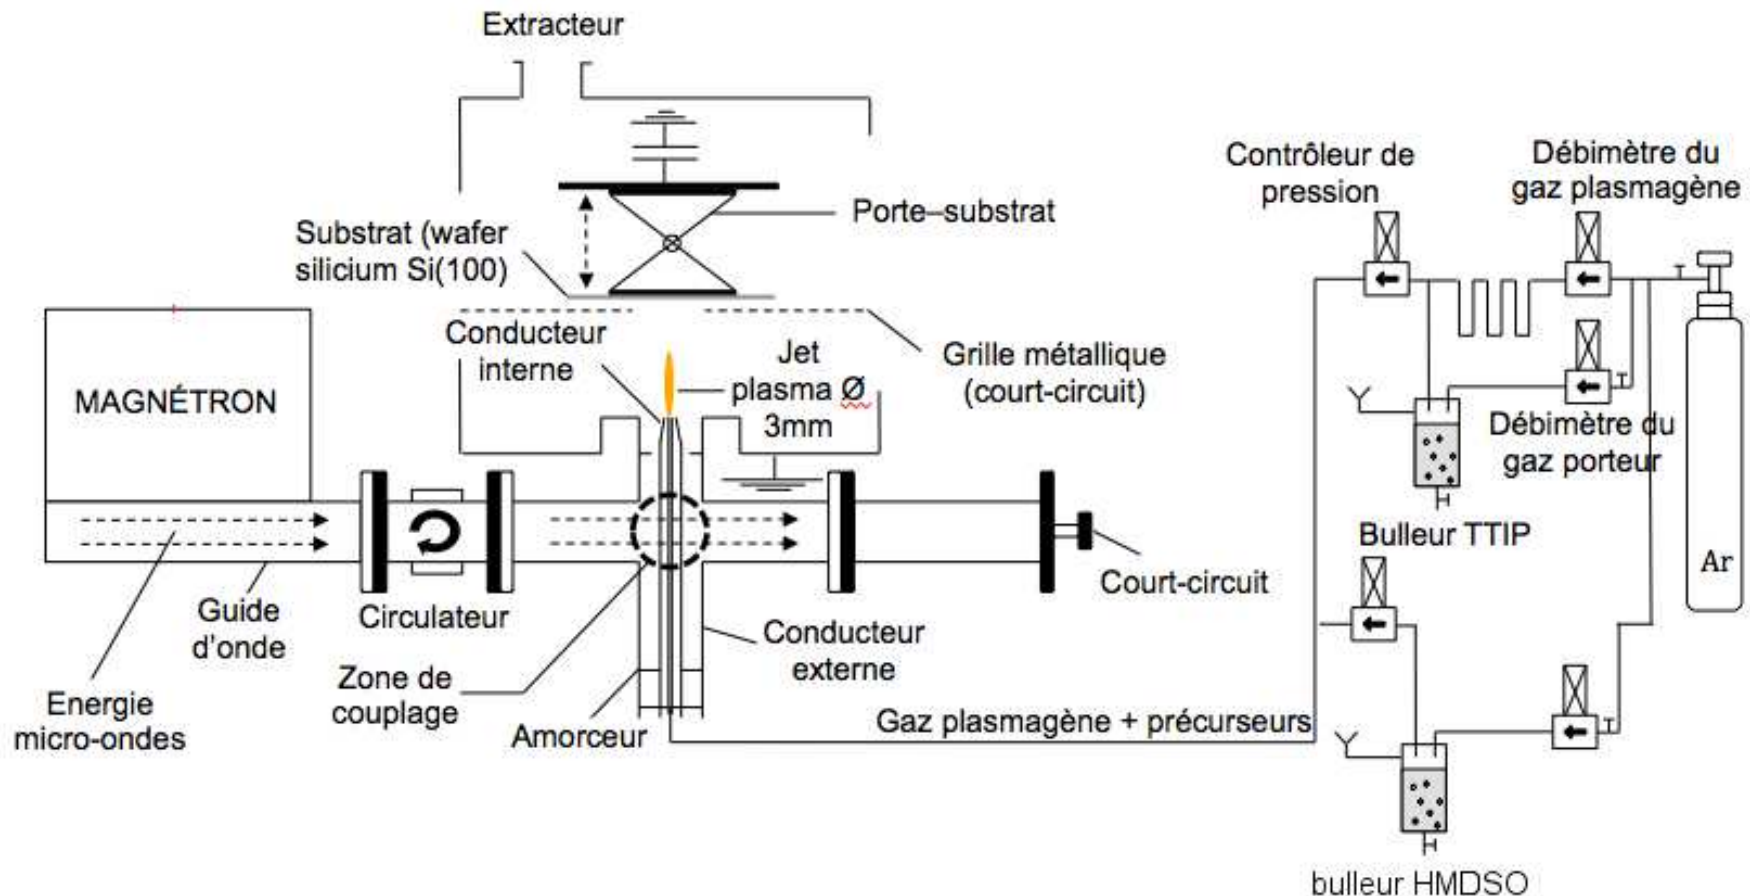 Extracteur
Contrôleur de
pression
Débimètre du
gaz plasmagène
Porte–substrat
Substrat (wafer
silicium Si(100)
Conducteur
interne
Jet
plasma Ø
3mm
Grille métallique
(court-circuit)
MAGNÉTRON
Débimètre du
gaz porteur
Bulleur TTIP
Ar
Court-circuit
Guide
d'onde
Circulateur
Conducteur
externe
Zone de
couplage
Energie
micro-ondes
Amorceur
Gaz plasmagène + précurseurs
bulleur HMDSO